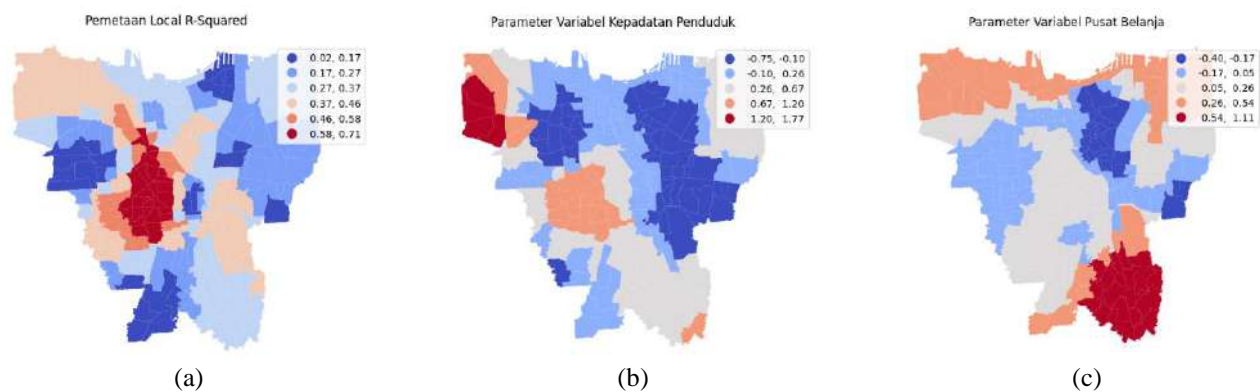 Pemetaan Local R-Squared
0.02, 0.17
0.17, 0.27
0.27, 0.37
0.37, 0.46
0.46, 0.58
0.58, 0.71
(a)
Parameter Variabel Kepadatan Penduduk
-0.75, -0.10
-0.10, 0.26
0.26, 0.67
0.67, 1.20
1.20, 1.77
(b)
Parameter Variabel Pusat Belanja
-0.40, -0.17
-0.17, 0.05
0.05, 0.26
0.26, 0.54
0.54, 1.11
(c)